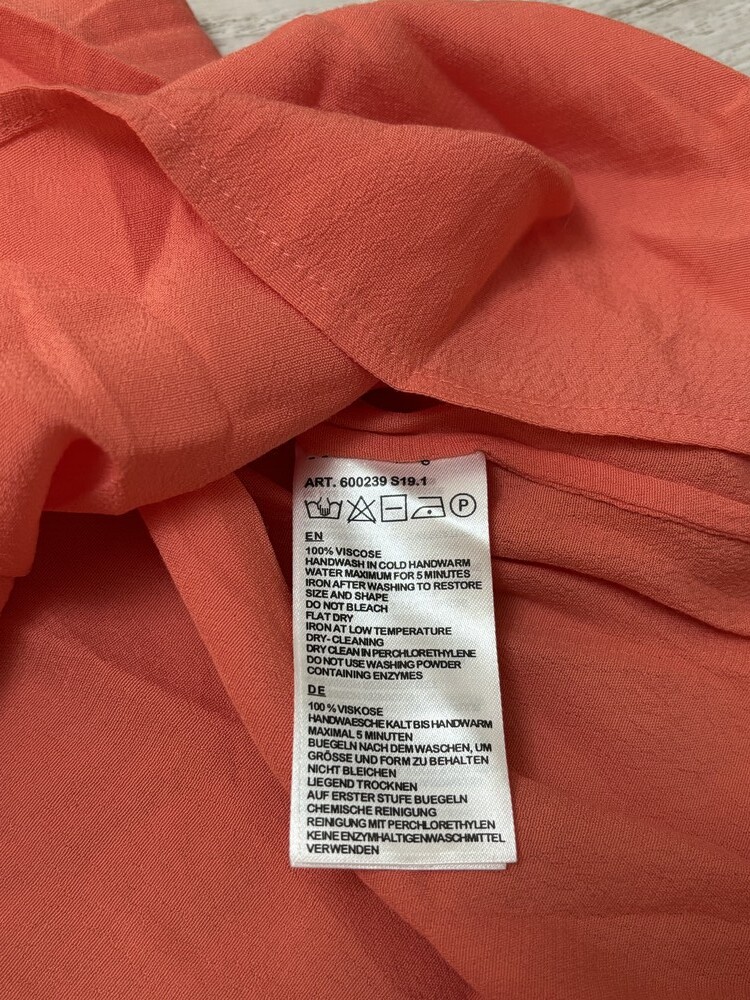 ART. 600239 S19.1
P
EN
100% VISCOSE
HANDWASH IN COLD HANDWARM
WATER MAXIMUM FOR 5 MINUTES
IRON AFTER WASHING TO RESTORE
SIZE AND SHAPE
DO NOT BLEACH
FLAT DRY
IRON AT LOW TEMPERATURE
DRY-CLEANING
DRY CLEAN IN PERCHLORETHYLENE
DO NOT USE WASHING POWDER
CONTAINING ENZYMES
DE
100 % VISKOSE
HANDWAESCHE KALT BIS HANDWARM
MAXIMAL 5 MINUTEN
BUEGELN NACH DEM WASCHEN, UM
GRÖSSE UND FORM ZU BEHALTEN
NICHT BLEICHEN
LIEGEND TROCKNEN
AUF ERSTER STUFE BUEGELN
CHEMISCHE REINIGUNG
REINIGUNG MIT PERCHLORETHYLEN
KEINE ENZYMHALTIGEN WASCHMITTEL
VERWENDEN